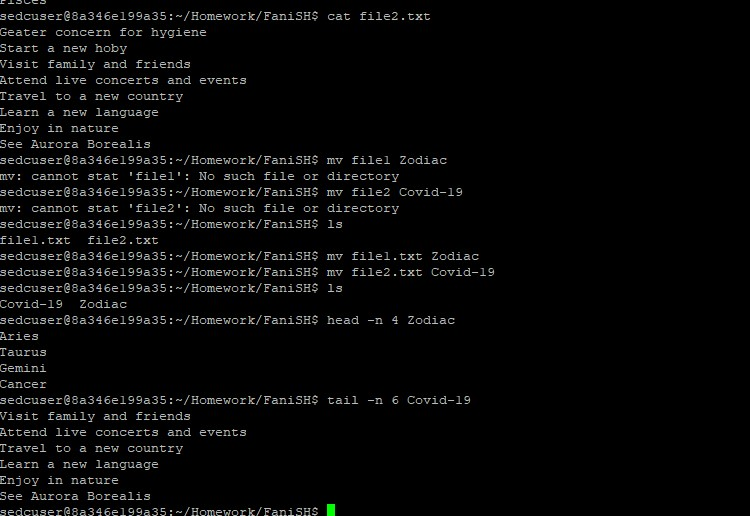 Pisces
sedcuser@8a346e199a35:~/Homework/FaniSH$ cat file2.txt
Geater concern for hygiene
Start a new hoby
Visit family and friends
Attend live concerts and events
Travel to a new country
Learn a new language
Enjoy in nature
See Aurora Borealis
sedcuser@8a346e199a35:~/Homework/FaniSH$ mv file1 Zodiac
mv: cannot stat 'file1': No such file or directory
sedcuser@8a346e199a35:~/Homework/FaniSH$ mv file2 Covid-19
mv: cannot stat 'file2': No such file or directory
sedcuser@8a346e199a35:~/Homework/FaniSH$ ls
file1.txt  file2.txt
sedcuser@8a346e199a35:~/Homework/FaniSH$ mv file1.txt Zodiac
sedcuser@8a346e199a35:~/Homework/FaniSH$ mv file2.txt Covid-19
sedcuser@8a346e199a35:~/Homework/FaniSH$ ls
Covid-19  Zodiac
sedcuser@8a346e199a35:~/Homework/FaniSH$ head -n 4 Zodiac
Aries
Taurus
Gemini
Cancer
sedcuser@8a346e199a35:~/Homework/FaniSH$ tail -n 6 Covid-19
Visit family and friends
Attend live concerts and events
Travel to a new country
Learn a new language
Enjoy in nature
See Aurora Borealis
sedcuser@8a346e199a35:~/Homework/FaniSH$